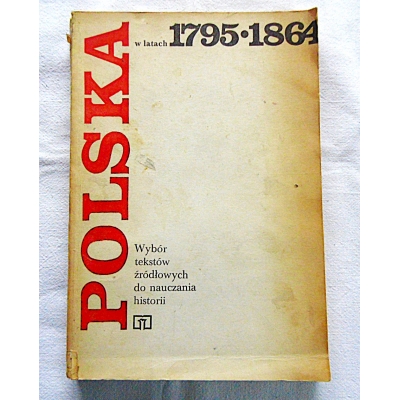 POLSKA
w latach 1795·1864
Wybór
tekstów
źródłowych
do nauczania
historii